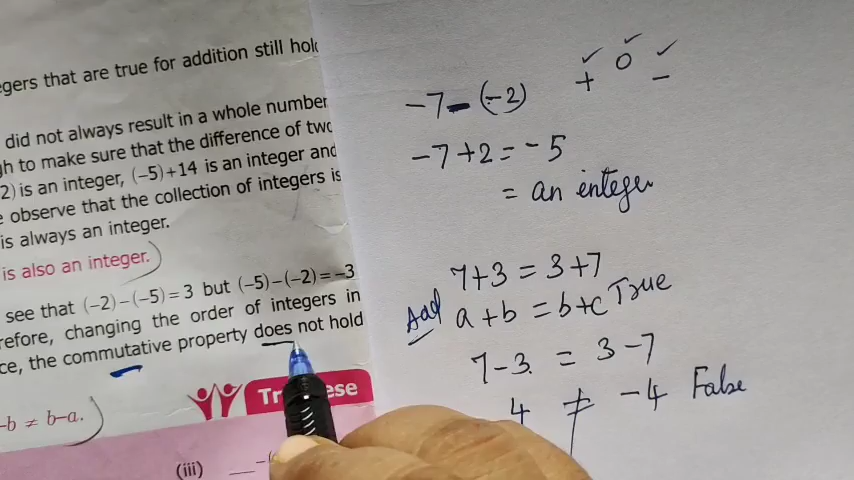 egers that are true for addition still hol
did not always result in a whole number
gh to make sure that the difference of two
2) is an integer, (−5)+14 is an integer and
e observe that the collection of integers is
is always an integer.
is also an integer.
see that (−2)−(−5)=3 but (−5)−(−2)=−3
refore, changing the order of integers in
ce, the commutative property does not hold
−b ≠ b−a.
Tr ese
(iii)
+ 0 −
−7−(−2)
−7+2 = −5
= an integer
7+3 = 3+7
Add a+b = b+c True
7−3 = 3−7
4 ≠ −4 False